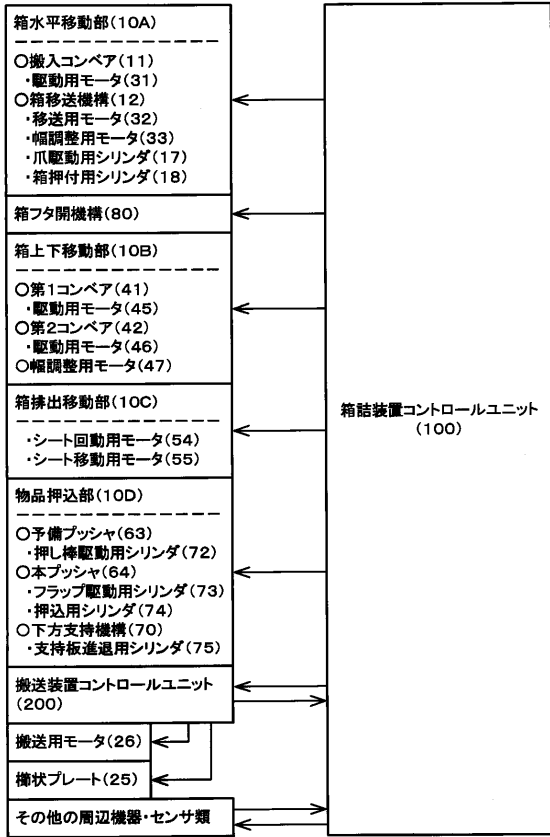 箱水平移動部(10A)
○搬入コンベア(11)
・駆動用モータ(31)
○箱移送機構(12)
・移送用モータ(32)
・幅調整用モータ(33)
・爪駆動用シリンダ(17)
・箱押付用シリンダ(18)
箱フタ開機構(80)
箱上下移動部(10B)
○第1コンベア(41)
・駆動用モータ(45)
○第2コンベア(42)
・駆動用モータ(46)
○幅調整用モータ(47)
箱排出移動部(10C)
・シート回動用モータ(54)
・シート移動用モータ(55)
物品押込部(10D)
○予備プッシャ(63)
・押し棒駆動用シリンダ(72)
○本プッシャ(64)
・フラップ駆動用シリンダ(73)
・押込用シリンダ(74)
○下方支持機構(70)
・支持板進退用シリンダ(75)
搬送装置コントロールユニット
(200)
搬送用モータ(26)
櫛状プレート(25)
その他の周辺機器・センサ類
箱詰装置コントロールユニット
(100)